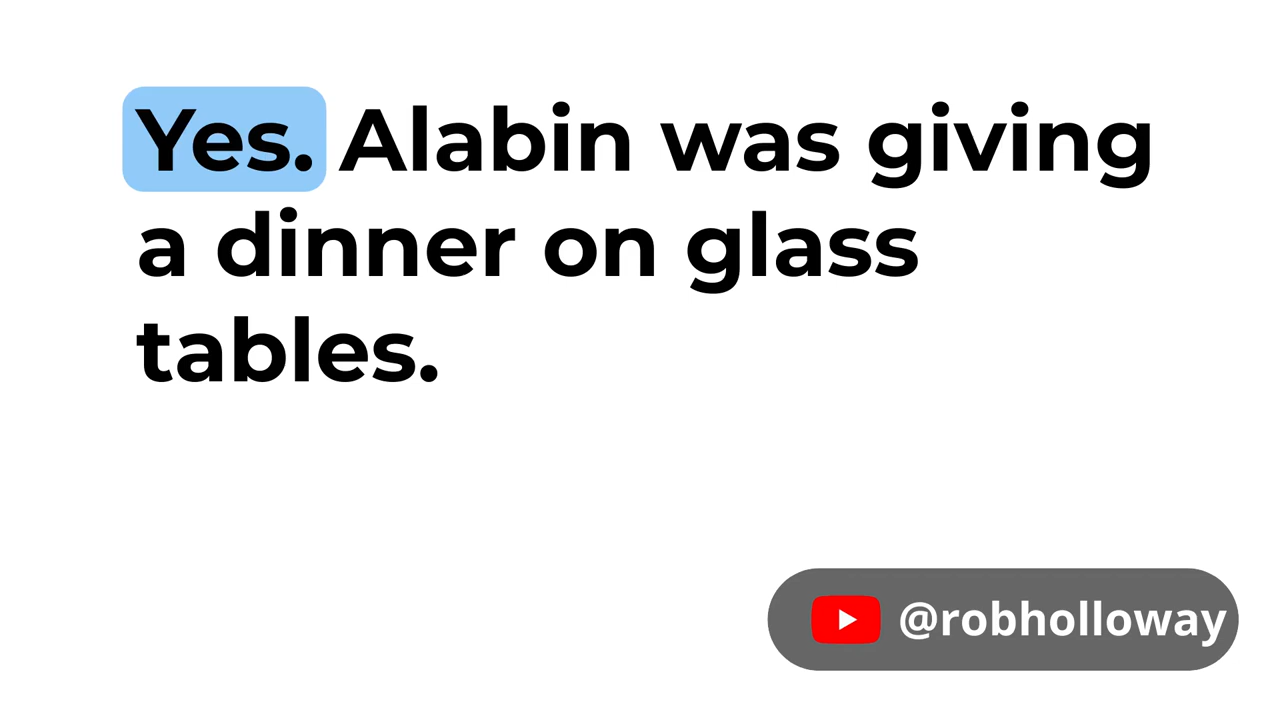 Yes. Alabin was giving
a dinner on glass
tables.
@robholloway